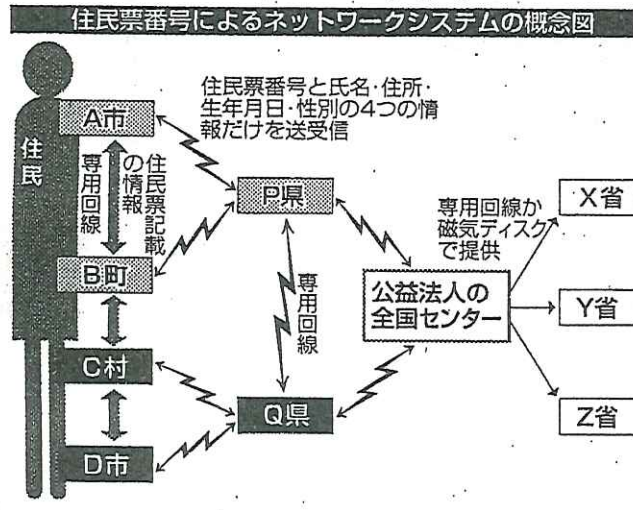 住民票番号によるネットワークシステムの概念図
住民票番号と氏名・住所・
生年月日・性別の4つの情
報だけを送受信
A市
住民
専用回線
住民票記載
の情報
P県
専用回線か
磁気ディスク
で提供
X省
B町
専用回線
公益法人の
全国センター
Y省
C村
Q県
Z省
D市